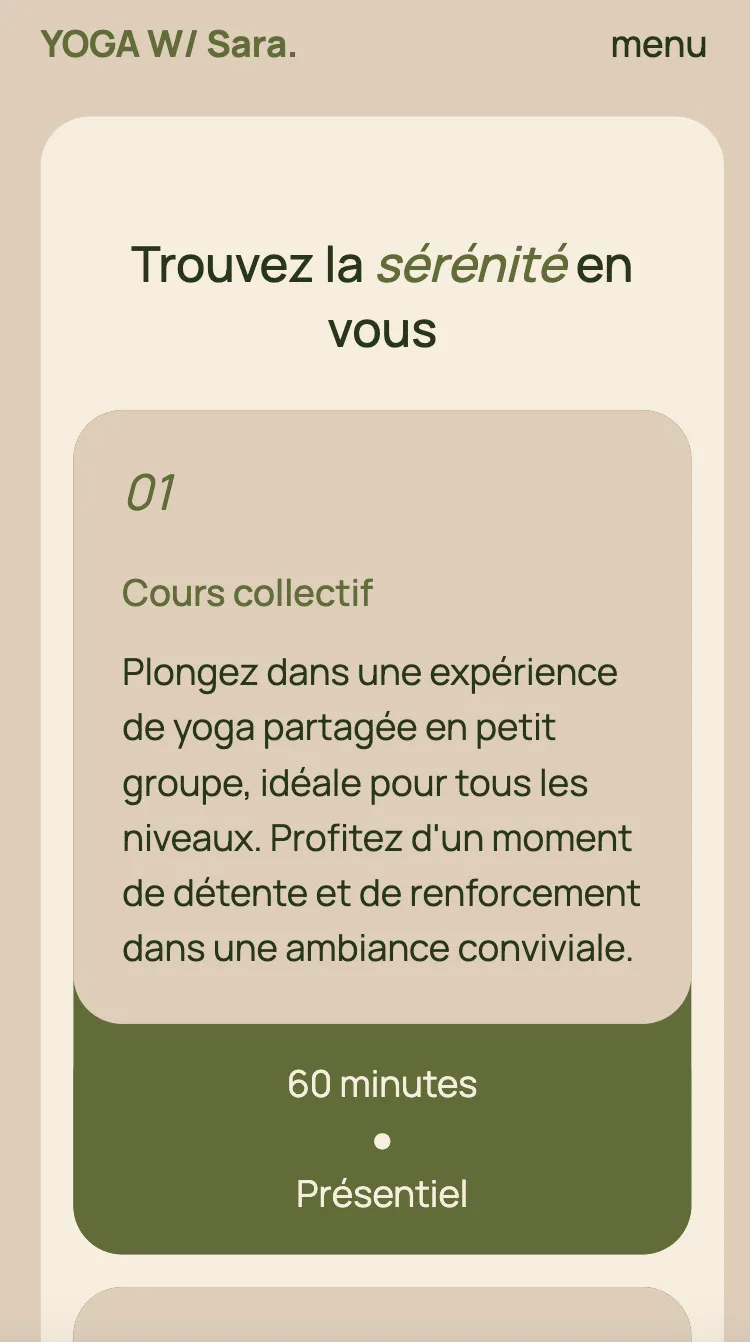 YOGA W/ Sara.
menu
Trouvez la sérénité en
vous
01
Cours collectif
Plongez dans une expérience
de yoga partagée en petit
groupe, idéale pour tous les
niveaux. Profitez d'un moment
de détente et de renforcement
dans une ambiance conviviale.
60 minutes
Présentiel